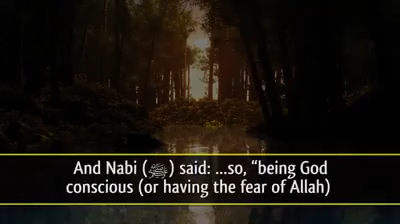 And Nabi (ﷺ) said: ...so, “being God
conscious (or having the fear of Allah)